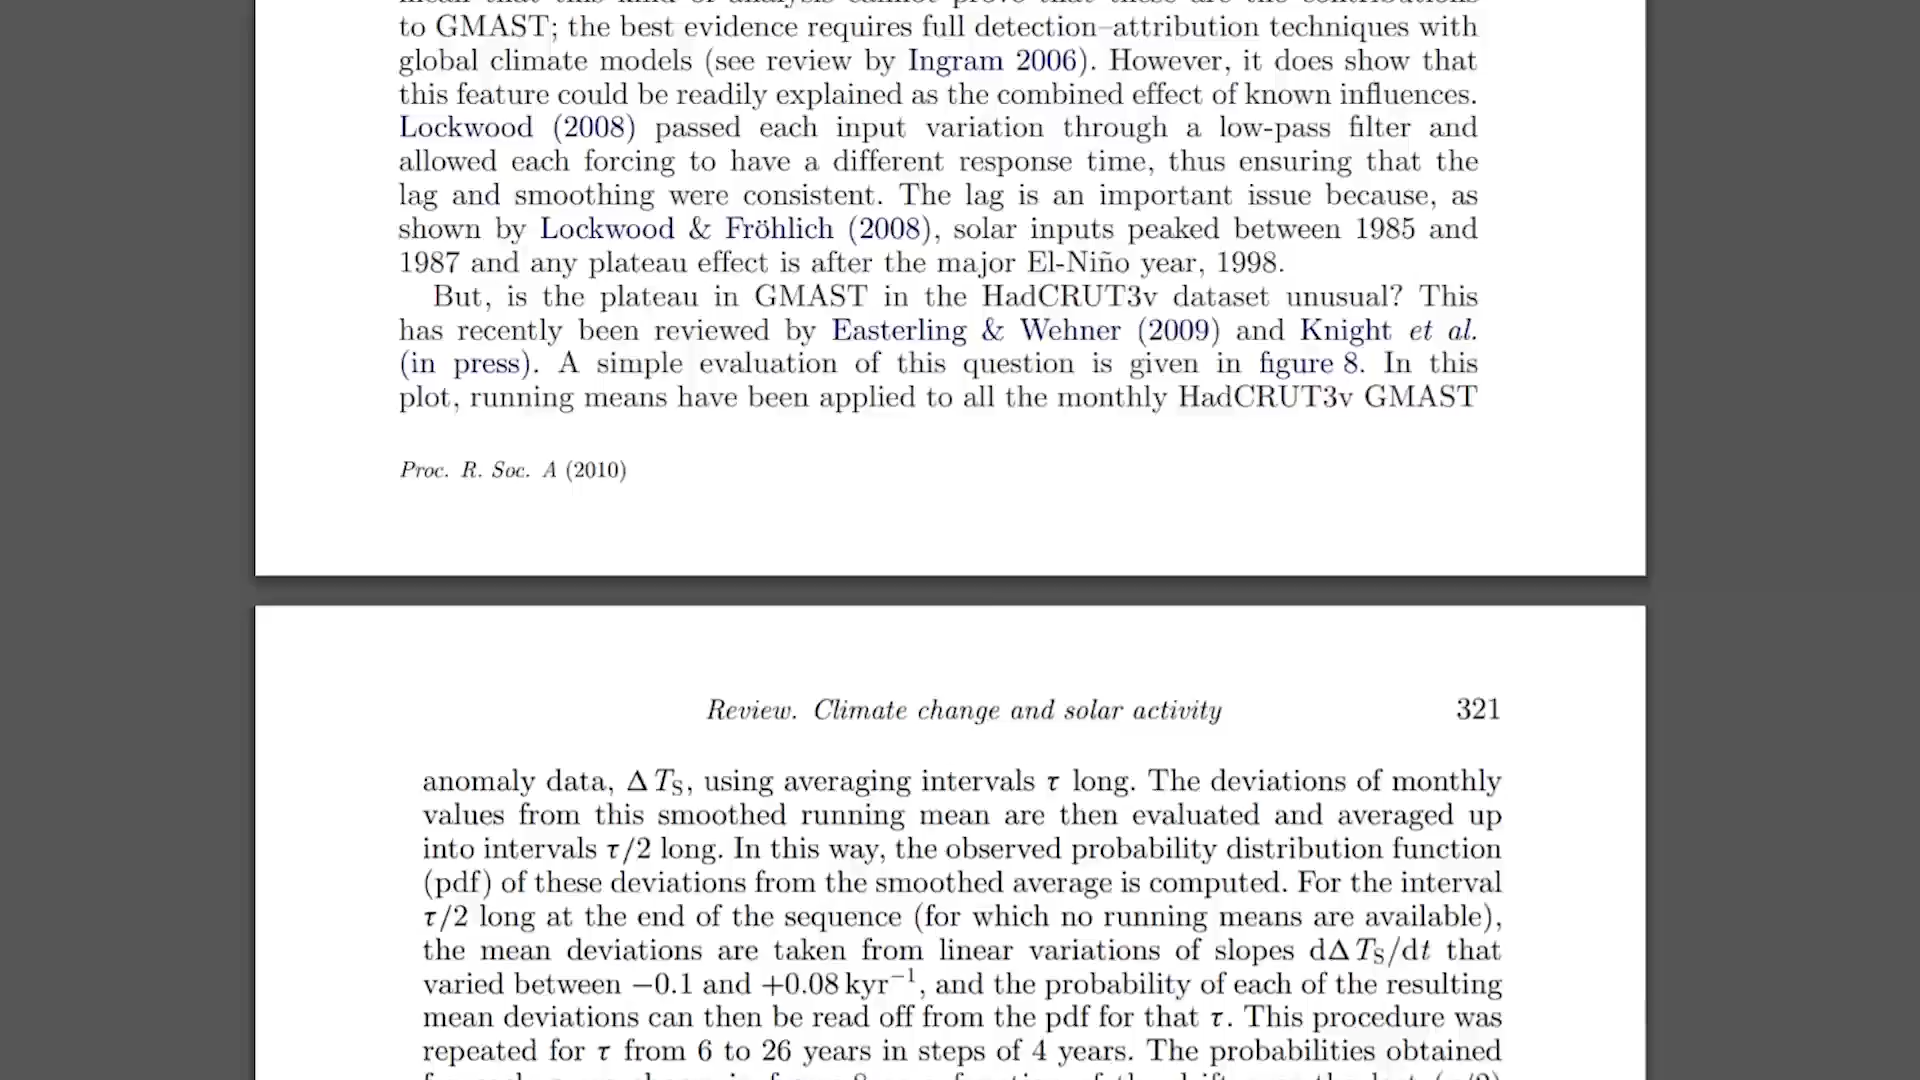 to GMAST; the best evidence requires full detection–attribution techniques with
global climate models (see review by Ingram 2006). However, it does show that
this feature could be readily explained as the combined effect of known influences.
Lockwood (2008) passed each input variation through a low-pass filter and
allowed each forcing to have a different response time, thus ensuring that the
lag and smoothing were consistent. The lag is an important issue because, as
shown by Lockwood & Fröhlich (2008), solar inputs peaked between 1985 and
1987 and any plateau effect is after the major El-Niño year, 1998.
But, is the plateau in GMAST in the HadCRUT3v dataset unusual? This
has recently been reviewed by Easterling & Wehner (2009) and Knight et al.
(in press). A simple evaluation of this question is given in figure 8. In this
plot, running means have been applied to all the monthly HadCRUT3v GMAST
Proc. R. Soc. A (2010)
Review. Climate change and solar activity 321
anomaly data, ΔTS, using averaging intervals τ long. The deviations of monthly
values from this smoothed running mean are then evaluated and averaged up
into intervals τ/2 long. In this way, the observed probability distribution function
(pdf) of these deviations from the smoothed average is computed. For the interval
τ/2 long at the end of the sequence (for which no running means are available),
the mean deviations are taken from linear variations of slopes dΔTS/dt that
varied between −0.1 and +0.08 kyr−1, and the probability of each of the resulting
mean deviations can then be read off from the pdf for that τ. This procedure was
repeated for τ from 6 to 26 years in steps of 4 years. The probabilities obtained